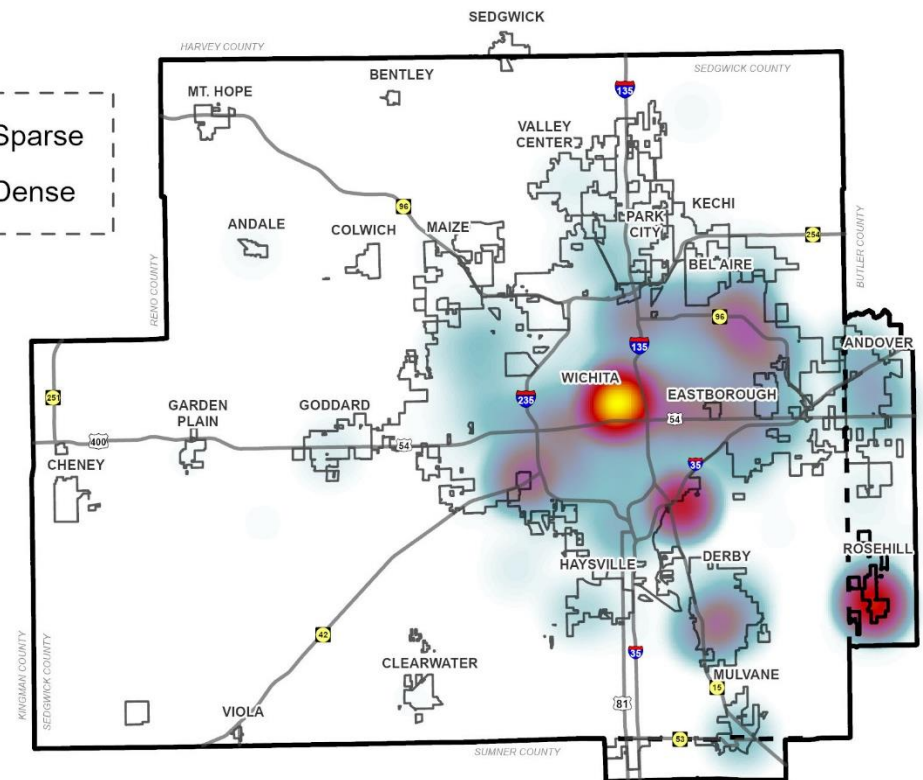 SEDGWICK
HARVEY COUNTY
SEDGWICK COUNTY
BENTLEY
MT. HOPE
135
Sparse
Dense
VALLEY
CENTER
96
KECHI
PARK
CITY
ANDALE
COLWICH
MAIZE
254
BEL AIRE
RENO COUNTY
BUTLER COUNTY
96
ANDOVER
135
WICHITA
EASTBOROUGH
251
235
GARDEN
PLAIN
GODDARD
54
400
54
CHENEY
35
HAYSVILLE
DERBY
ROSEHILL
42
35
CLEARWATER
MULVANE
15
81
VIOLA
KINGMAN COUNTY
SEDGWICK COUNTY
53
SUMNER COUNTY